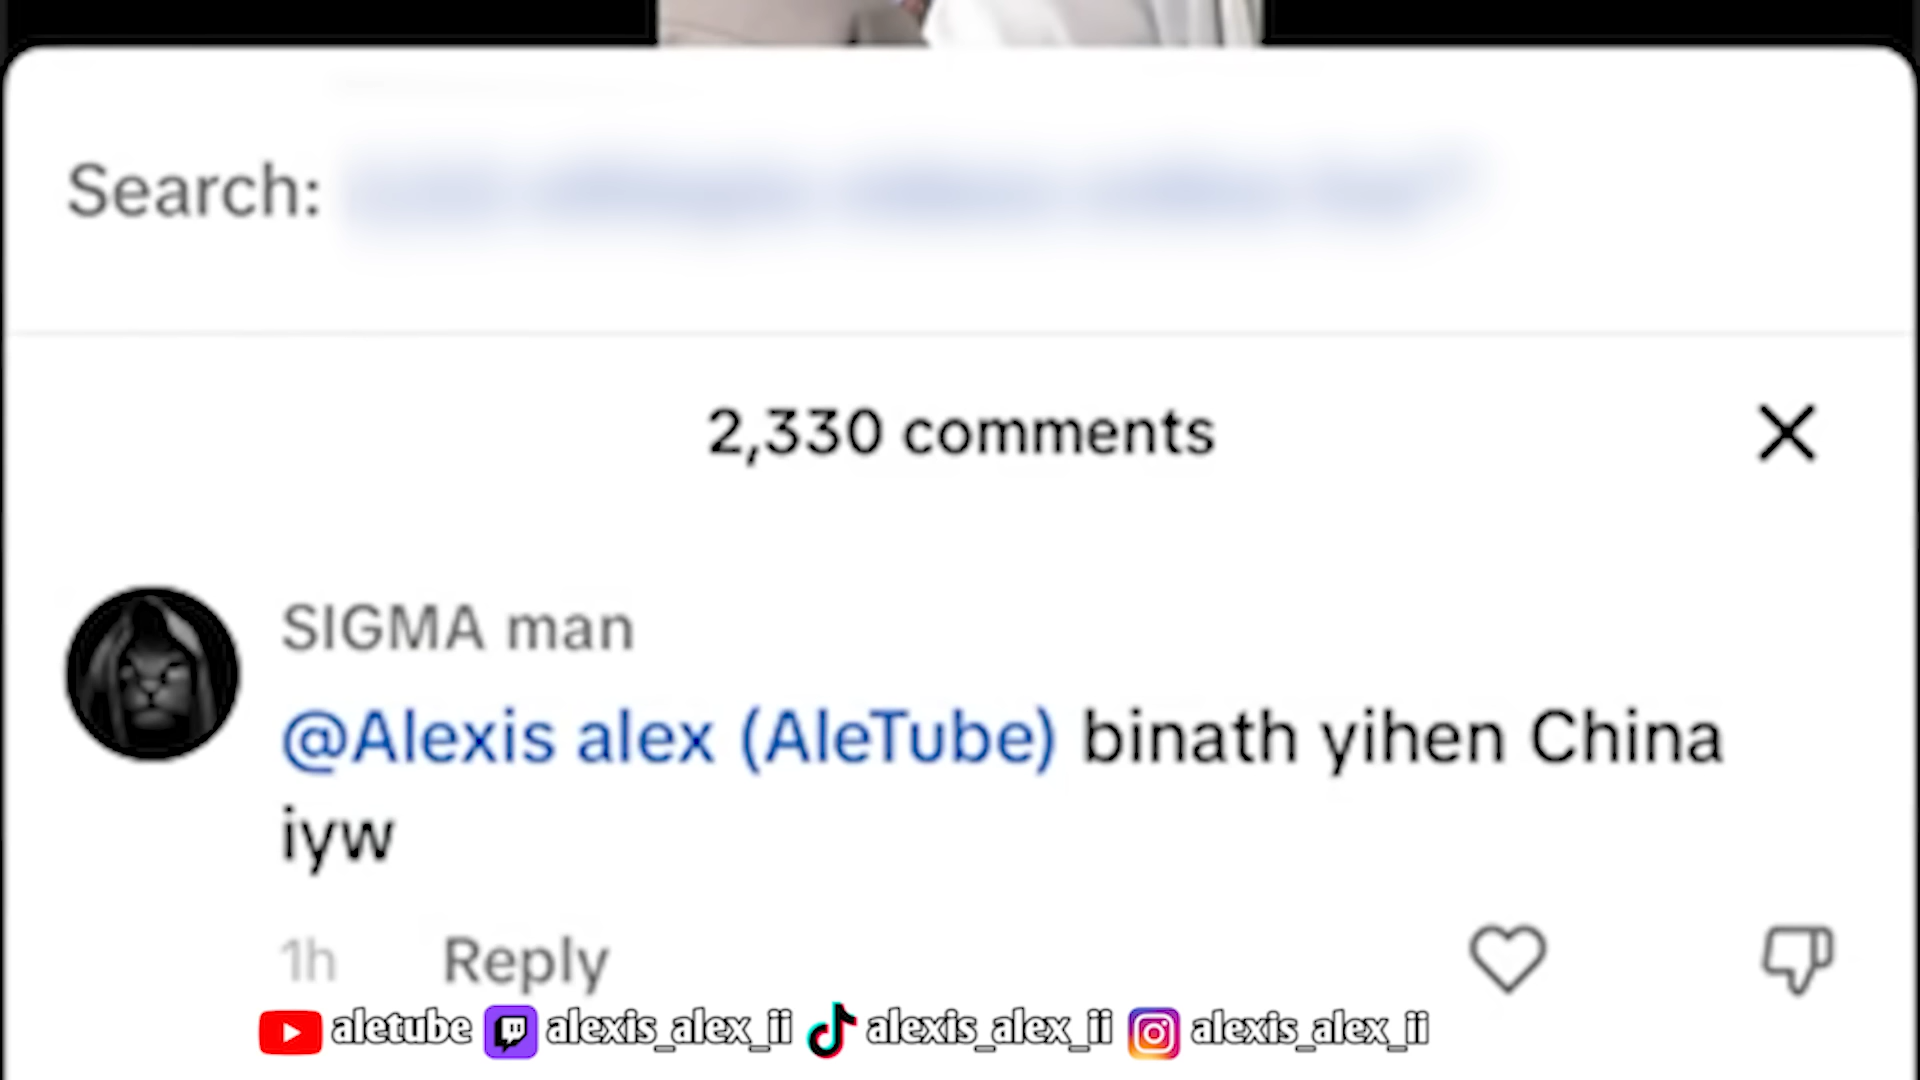 Search:
2,330 comments
SIGMA man
@Alexis alex (AleTube) binath yihen China
iyw
1h Reply
aletube alexis_alex_ii alexis_alex_ii alexis_alex_ii